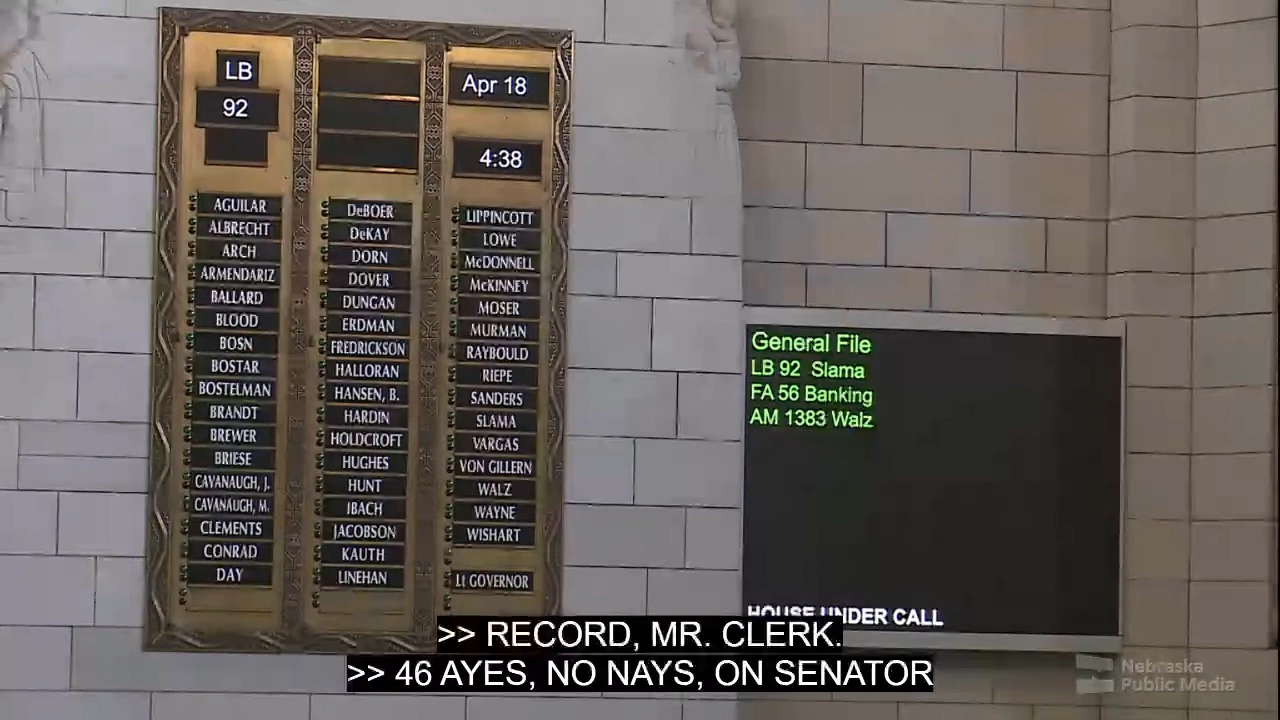 LB
92
Apr 18
4:38
AGUILAR
ALBRECHT
ARCH
ARMENDARIZ
BALLARD
BLOOD
BOSN
BOSTAR
BOSTELMAN
BRANDT
BREWER
BRIESE
CAVANAUGH, J.
CAVANAUGH, M.
CLEMENTS
CONRAD
DAY
DeBOER
DeKAY
DORN
DOVER
DUNGAN
ERDMAN
FREDRICKSON
HALLORAN
HANSEN, B.
HARDIN
HOLDCROFT
HUGHES
HUNT
IBACH
JACOBSON
KAUTH
LINEHAN
LIPPINCOTT
LOWE
McDONNELL
McKINNEY
MOSER
MURMAN
RAYBOULD
RIEPE
SANDERS
SLAMA
VARGAS
VON GILLERN
WALZ
WAYNE
WISHART
Lt GOVERNOR
General File
LB 92 Slama
FA 56 Banking
AM 1383 Walz
HOUSE UNDER CALL
>> RECORD, MR. CLERK.
>> 46 AYES, NO NAYS, ON SENATOR
Nebraska
Public Media